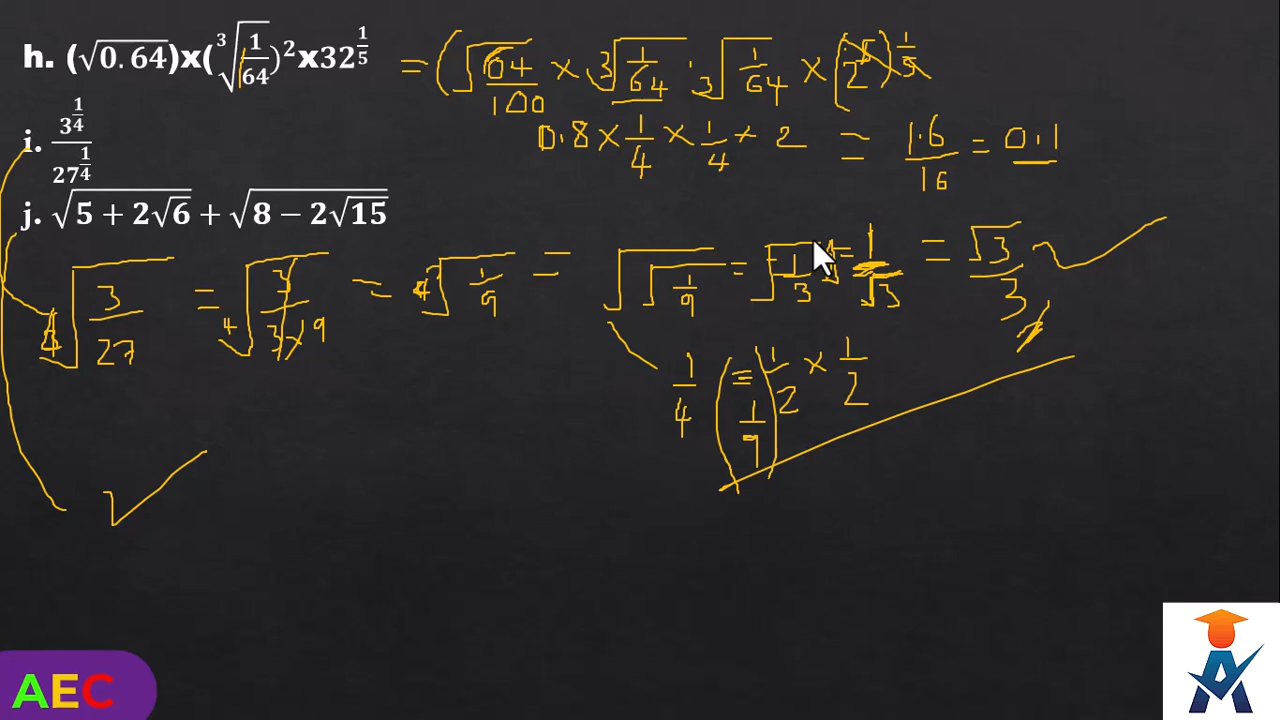 h. (√0.64)x(∛(1/64))²x32^(1/5) = (√(64/100) × ∛(1/64) · ∛(1/64) × (2⁵)^(1/5)
0.8 × 1/4 × 1/4 × 2 = 1.6/16 = 0.1
i. 3^(1/4) / 27^(1/4)
j. √(5 + 2√6) + √(8 − 2√15)
∜(3/27) = ∜(3/(3×9)) = ∜(1/9) = √√(1/9) = √(1/3) = 1/√3 = √3/3
1/4 = 1/2 × 1/2
(1/9)
AEC